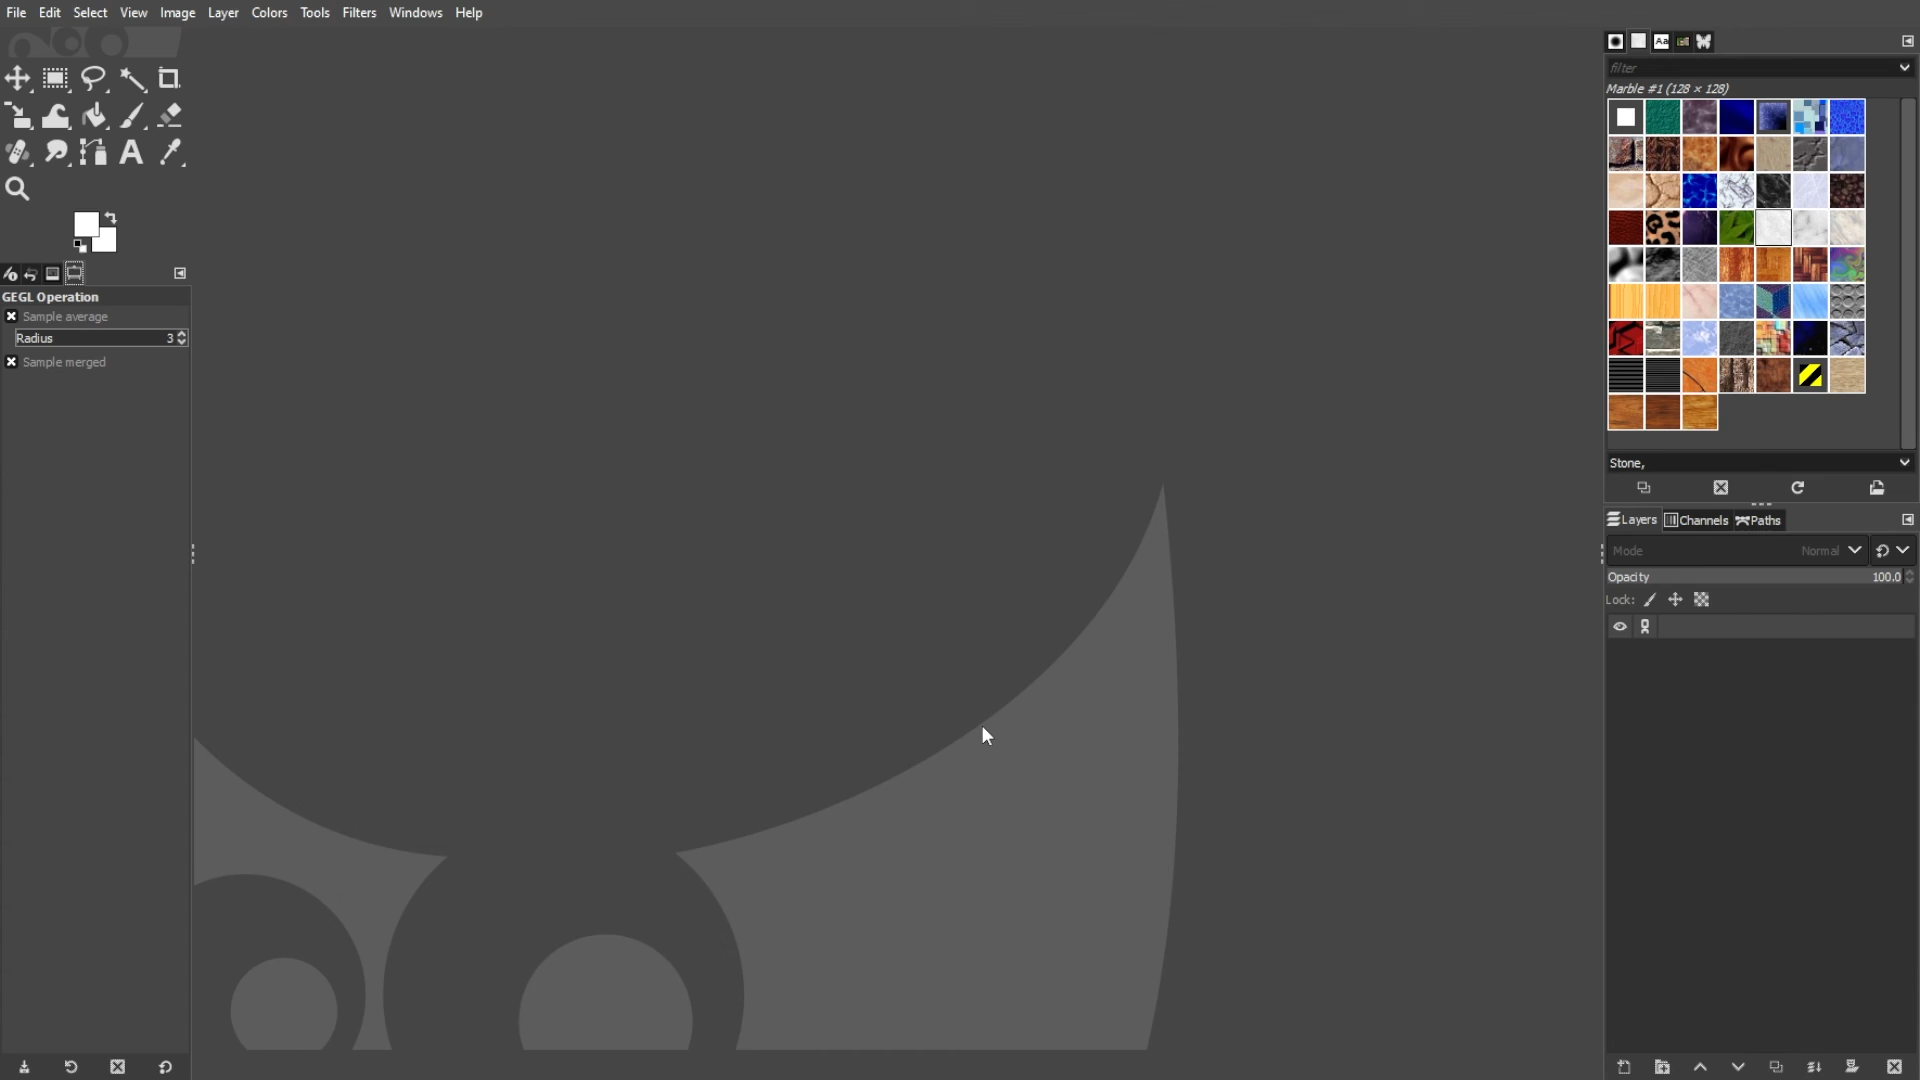 File Edit Select View Image Layer Colors Tools Filters Windows Help
filter
Marble #1 (128 × 128)
Aa
A
GEGL Operation
Sample average
Radius 3
Sample merged
Stone,
Layers Channels Paths
Mode Normal
Opacity 100.0
Lock: